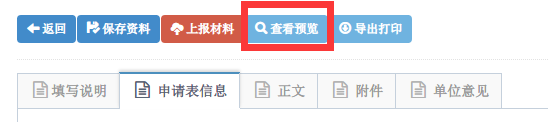 返回 保存资料 上报材料 查看预览 导出打印
填写说明 申请表信息 正文 附件 单位意见